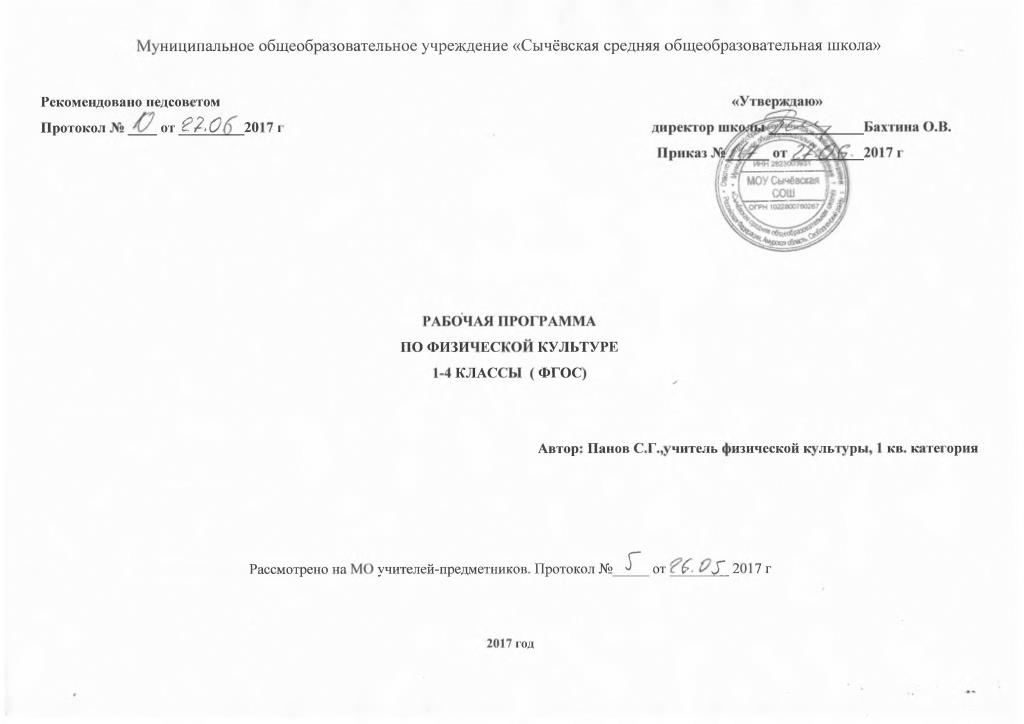 Муниципальное общеобразовательное учреждение «Сычёвская средняя общеобразовательная школа»
Рекомендовано педсоветом
Протокол № 10 от 27.06 2017 г
«Утверждаю»
директор школы Бахтина О.В.
Приказ № от 27.06 2017 г
МОУ Сычёвская
СОШ
ОГРН 1022800760267
РАБОЧАЯ ПРОГРАММА
ПО ФИЗИЧЕСКОЙ КУЛЬТУРЕ
1-4 КЛАССЫ ( ФГОС)
Автор: Панов С.Г.,учитель физической культуры, 1 кв. категория
Рассмотрено на МО учителей-предметников. Протокол № 5 от 26.05 2017 г
2017 год